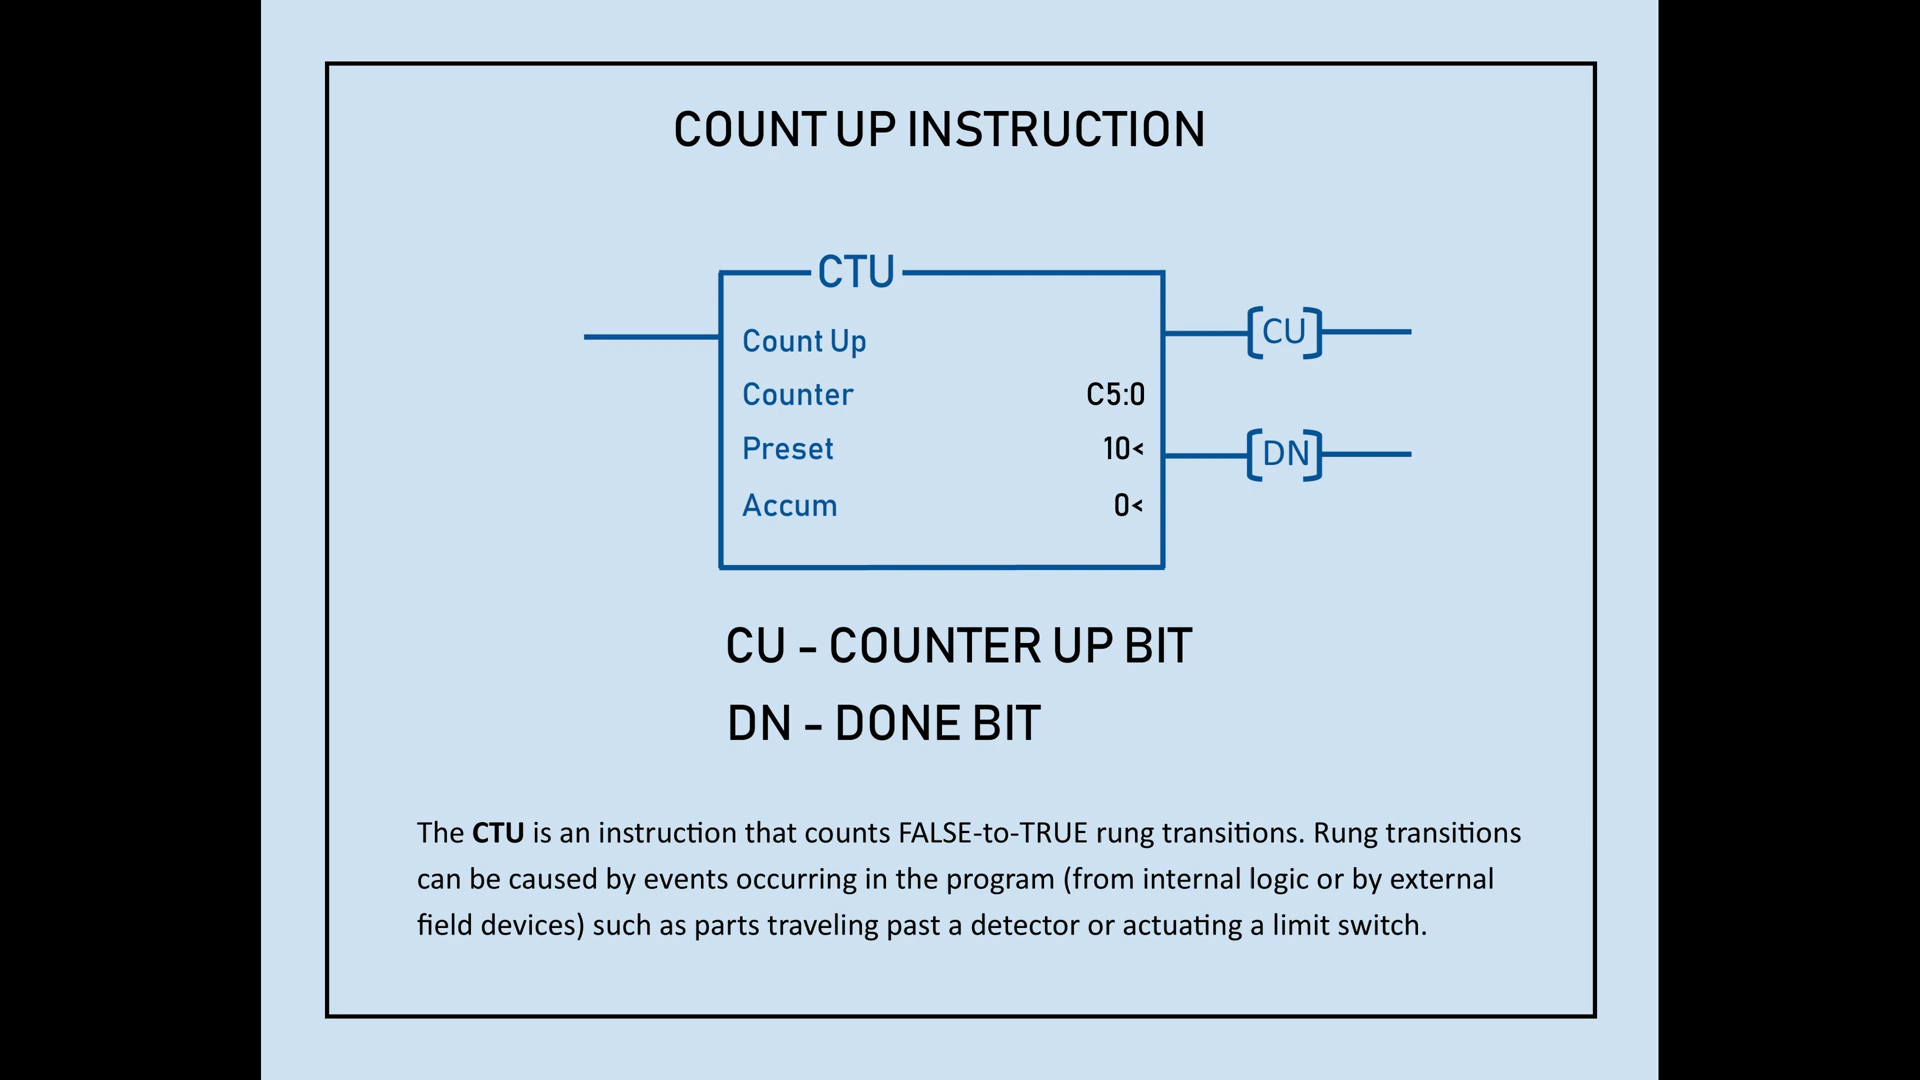 COUNT UP INSTRUCTION
CTU
Count Up
CU
Counter C5:0
Preset 10<
DN
Accum 0<
CU - COUNTER UP BIT
DN - DONE BIT
The CTU is an instruction that counts FALSE-to-TRUE rung transitions. Rung transitions
can be caused by events occurring in the program (from internal logic or by external
field devices) such as parts traveling past a detector or actuating a limit switch.